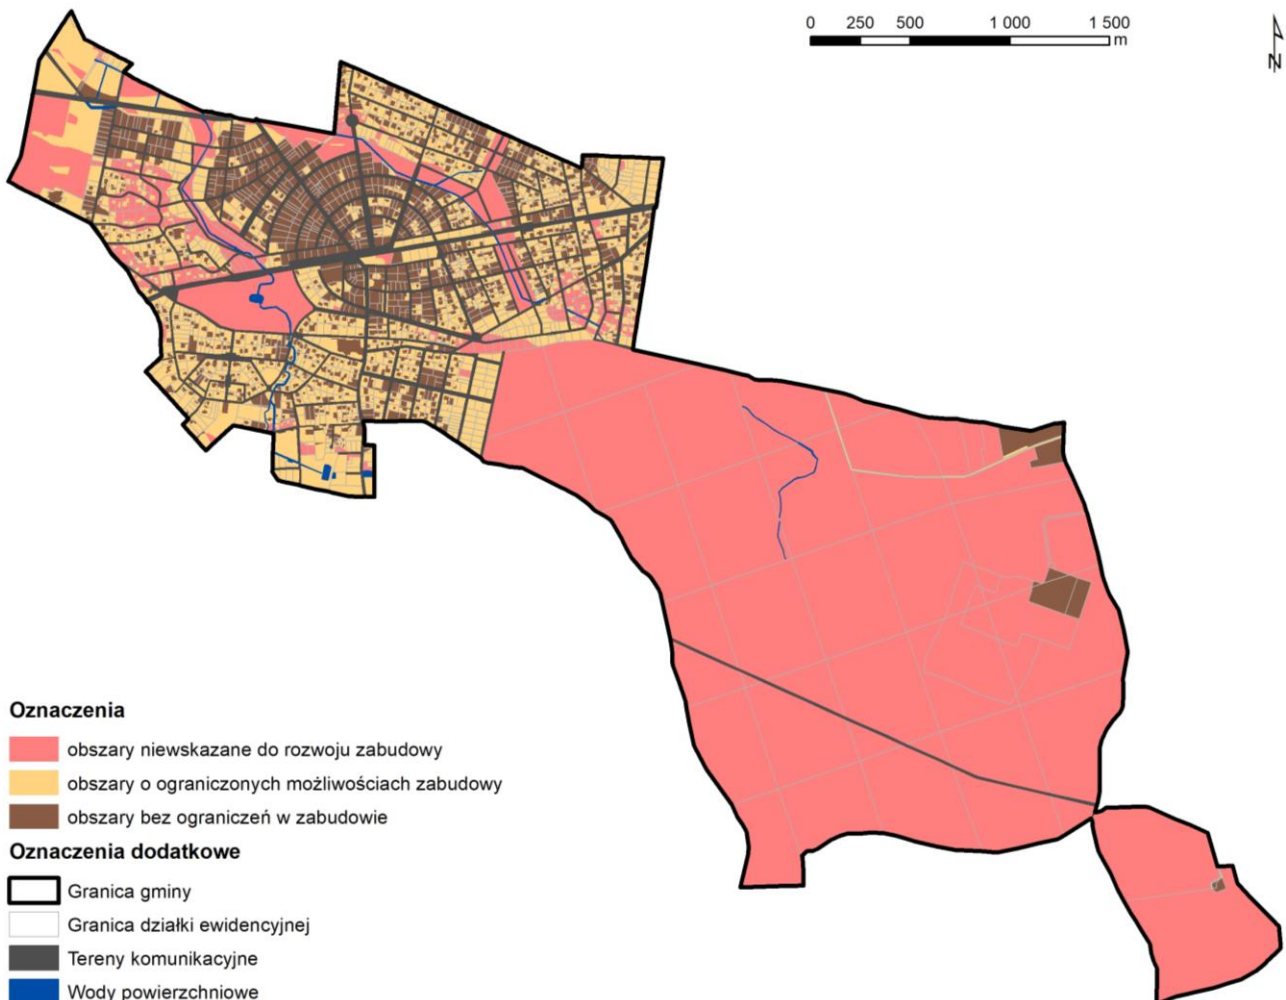 0 250 500 1 000 1 500
m
N
Oznaczenia
obszary niewskazane do rozwoju zabudowy
obszary o ograniczonych możliwościach zabudowy
obszary bez ograniczeń w zabudowie
Oznaczenia dodatkowe
Granica gminy
Granica działki ewidencyjnej
Tereny komunikacyjne
Wody powierzchniowe